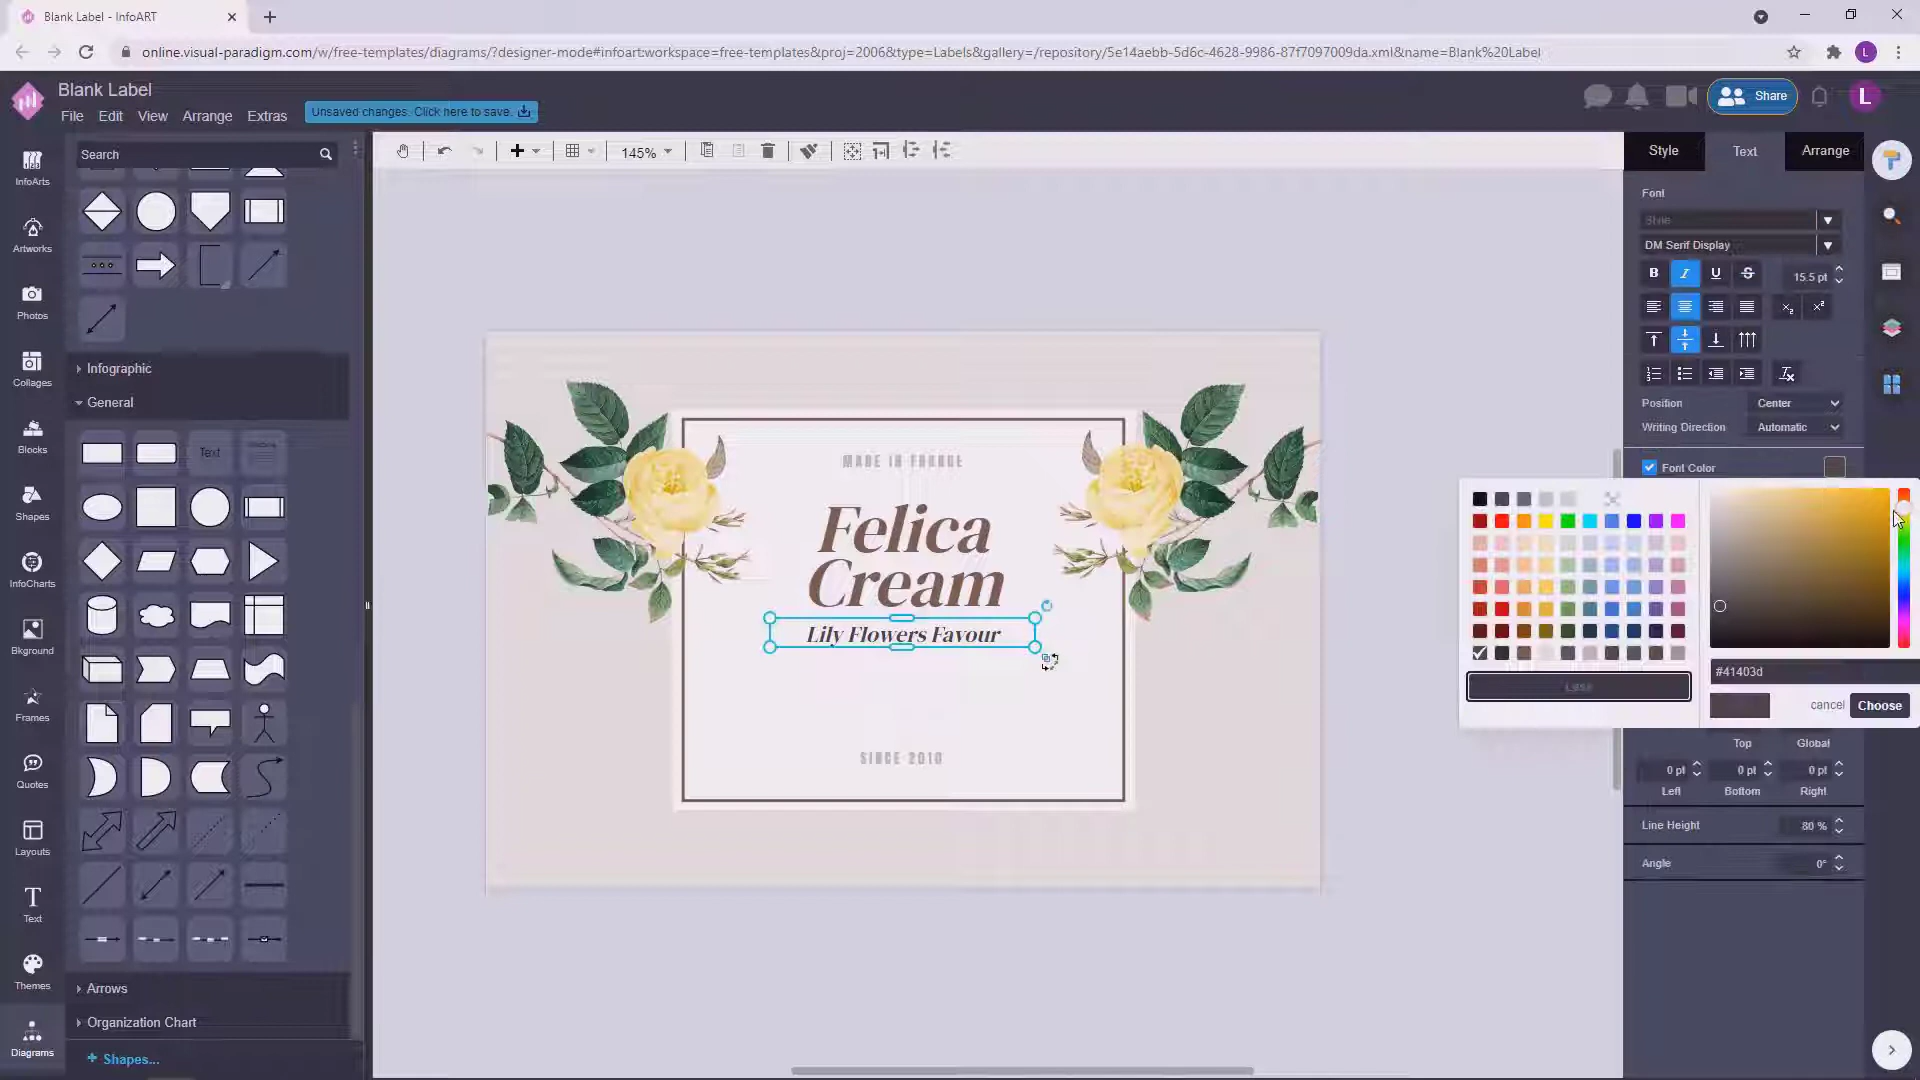 Blank Label - InfoART
online.visual-paradigm.com/w/free-templates/diagrams/?designer-mode#infoart:workspace=free-templates&proj=2006&type=Labels&gallery=/repository/5e14aebb-5d6c-4628-9986-87f7097009da.xml&name=Blank%20Label
L
Blank Label
File Edit View Arrange Extras
Unsaved changes. Click here to save.
Share
L
Search
145%
Style Text Arrange
InfoArts
Artworks
Photos
Collages
Blocks
Shapes
InfoCharts
Bkground
Frames
Quotes
Layouts
Text
Themes
Diagrams
Infographic
General
Text
Arrows
Organization Chart
+ Shapes...
MADE IN FRANCE
Felica
Cream
Lily Flowers Favour
SINCE 2010
Font
Style
DM Serif Display
B I U S 15.5 pt
Position Center
Writing Direction Automatic
Font Color
Less
#41403d
cancel Choose
Top Global
0 pt 0 pt 0 pt
Left Bottom Right
Line Height 80 %
Angle 0°